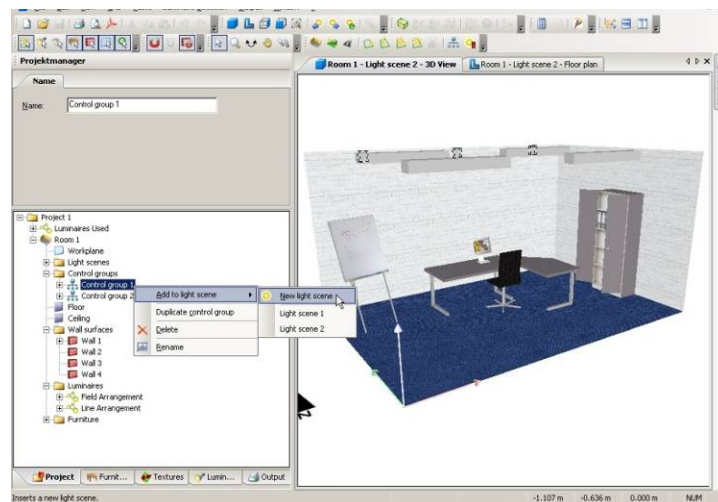 Projektmanager
Name
Name:
Control group 1
Room 1 - Light scene 2 - 3D View
Room 1 - Light scene 2 - Floor plan
Project 1
Luminaires Used
Room 1
Workplane
Light scenes
Control groups
Control group 1
Control group 2
Floor
Ceiling
Wall surfaces
Wall 1
Wall 2
Wall 3
Wall 4
Luminaires
Field Arrangement
Line Arrangement
Furniture
Add to light scene
Duplicate control group
Delete
Rename
New light scene
Light scene 1
Light scene 2
Project
Furnit...
Textures
Lumin...
Output
Inserts a new light scene.
-1.107 m
-0.636 m
0.000 m
NUM